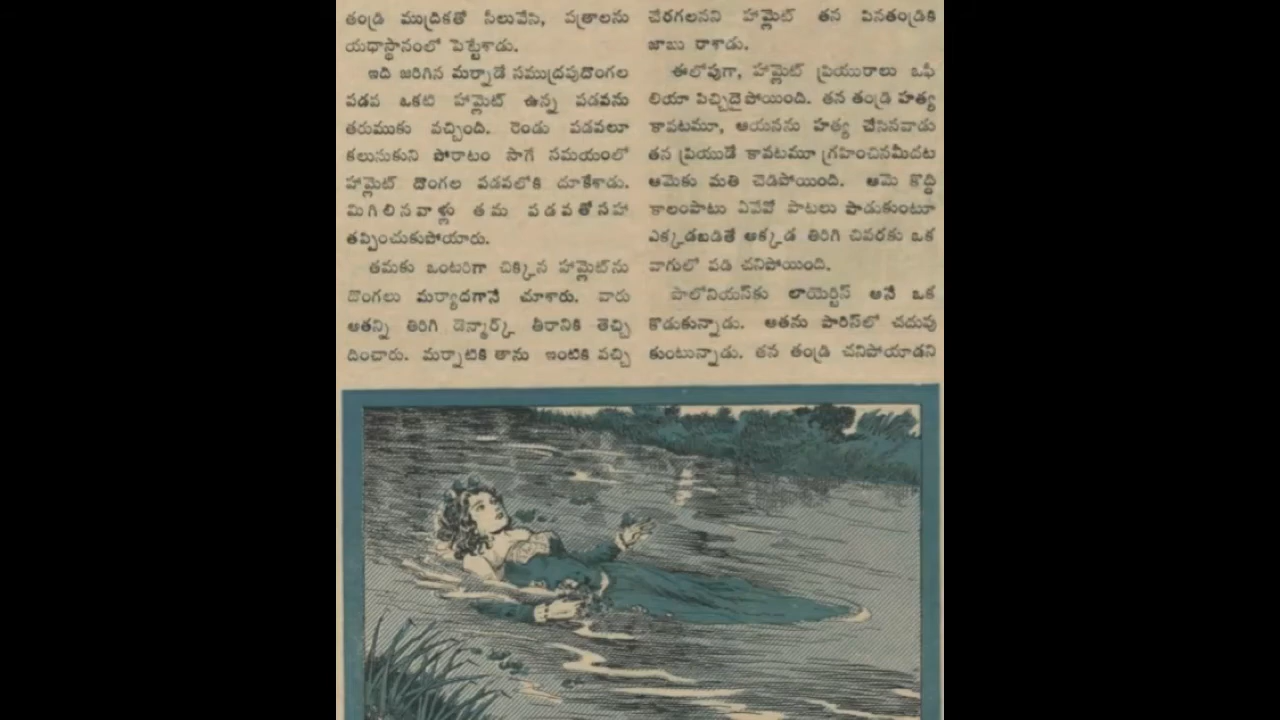 తండ్రి ముద్రికతో సీలువేసి, పత్రాలను
యధాస్థానంలో పెట్టేశాడు.
ఇది జరిగిన మర్నాడే సముద్రపుదొంగల
పడవ ఒకటి హామ్లెట్ ఉన్న పడవను
తరుముకు వచ్చింది. రెండు పడవలూ
కలుసుకుని పోరాటం సాగే సమయంలో
హామ్లెట్ దొంగల పడవలోకి దూకేశాడు.
మిగిలినవాళ్లు తమ పడవతోసహా
తప్పించుకుపోయారు.
తమకు ఒంటరిగా చిక్కిన హామ్లెట్‌ను
దొంగలు మర్యాదగానే చూశారు. వారు
అతన్ని తిరిగి డెన్మార్క్ తీరానికి తెచ్చి
దించారు. మర్నాటికి తాను ఇంటికి వచ్చి
చేరగలనని హామ్లెట్ తన పినతండ్రికి
జాబు రాశాడు.
ఈలోపుగా, హామ్లెట్ ప్రియురాలు ఒఫీ
లియా పిచ్చిదైపోయింది. తన తండ్రి హత్య
కావటమూ, ఆయనను హత్య చేసినవాడు
తన ప్రియుడే కావటమూ గ్రహించినమీదట
ఆమెకు మతి చెడిపోయింది. ఆమె కొద్ది
కాలంపాటు ఏవేవో పాటలు పాడుకుంటూ
ఎక్కడబడితే అక్కడ తిరిగి చివరకు ఒక
వాగులో పడి చనిపోయింది.
పొలోనియస్‌కు లాయెర్టిస్ అనే ఒక
కొడుకున్నాడు. అతను పారిస్‌లో చదువు
కుంటున్నాడు. తన తండ్రి చనిపోయాడని